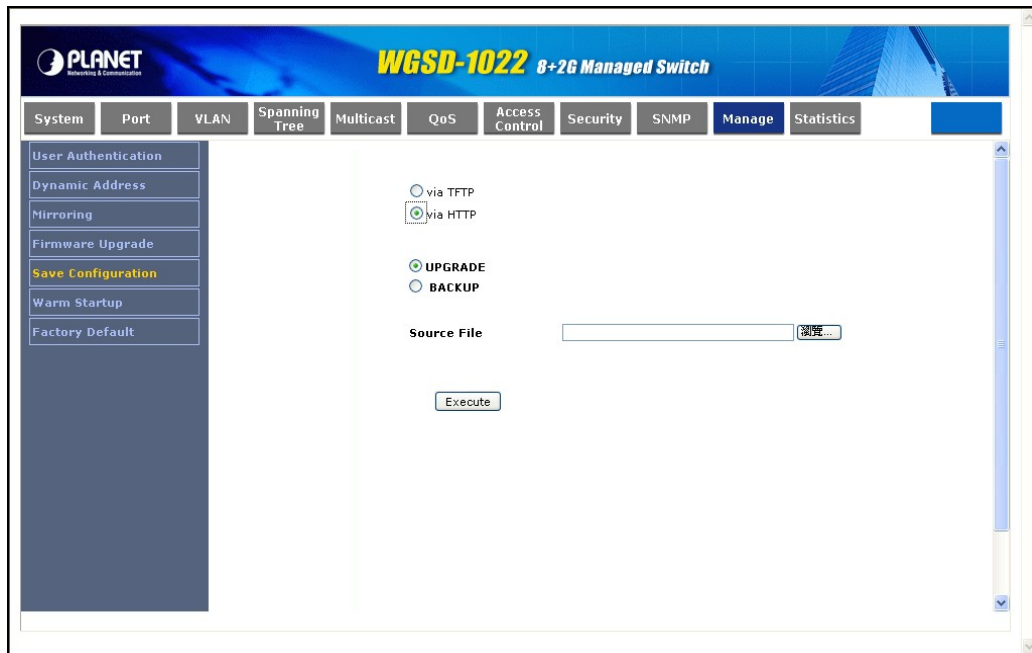 PLANET
Networking & Communication
WGSD-1022 8+2G Managed Switch
System
Port
VLAN
Spanning
Tree
Multicast
QoS
Access
Control
Security
SNMP
Manage
Statistics
User Authentication
Dynamic Address
Mirroring
Firmware Upgrade
Save Configuration
Warm Startup
Factory Default
via TFTP
via HTTP
UPGRADE
BACKUP
Source File
瀏覽...
Execute